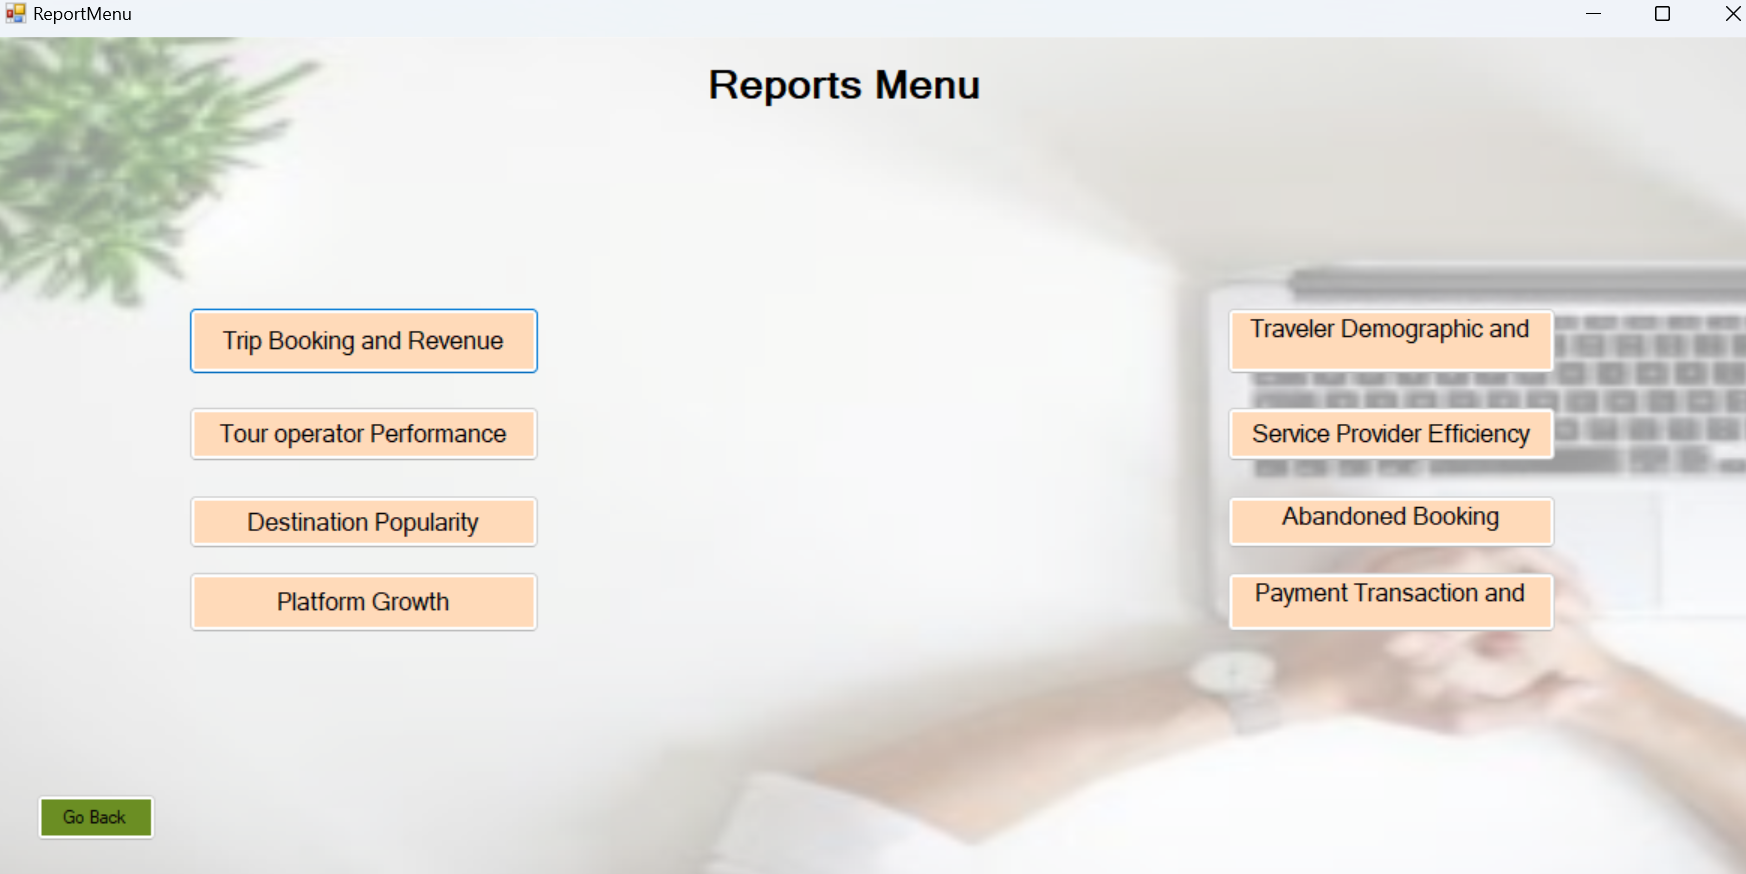 ReportMenu
Reports Menu
Trip Booking and Revenue
Traveler Demographic and
Tour operator Performance
Service Provider Efficiency
Destination Popularity
Abandoned Booking
Platform Growth
Payment Transaction and
Go Back